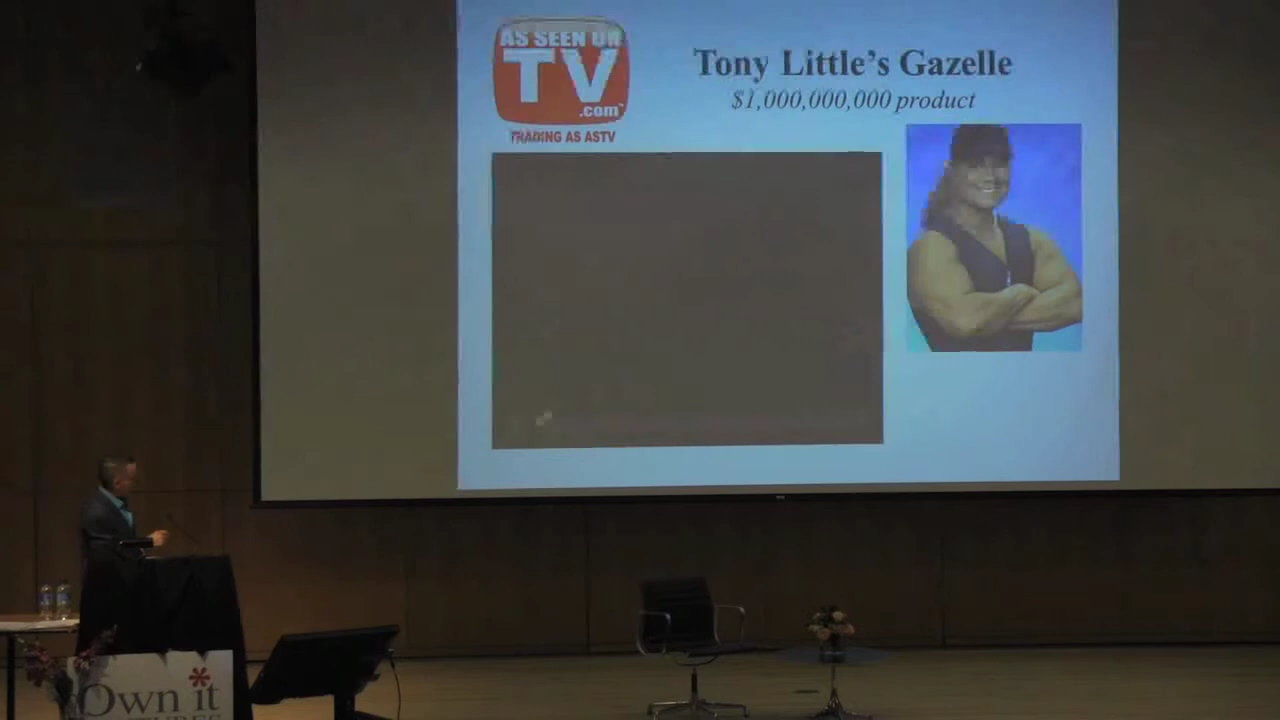 AS SEEN ON
TV
.com
TRADING AS ASTV
Tony Little's Gazelle
$1,000,000,000 product
Own it